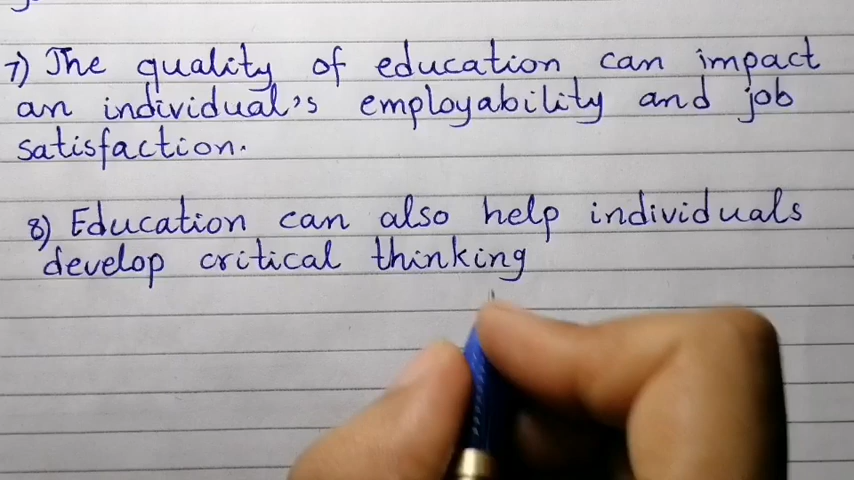 7) The quality of education can impact
an individual's employability and job
satisfaction.
8) Education can also help individuals
develop critical thinking